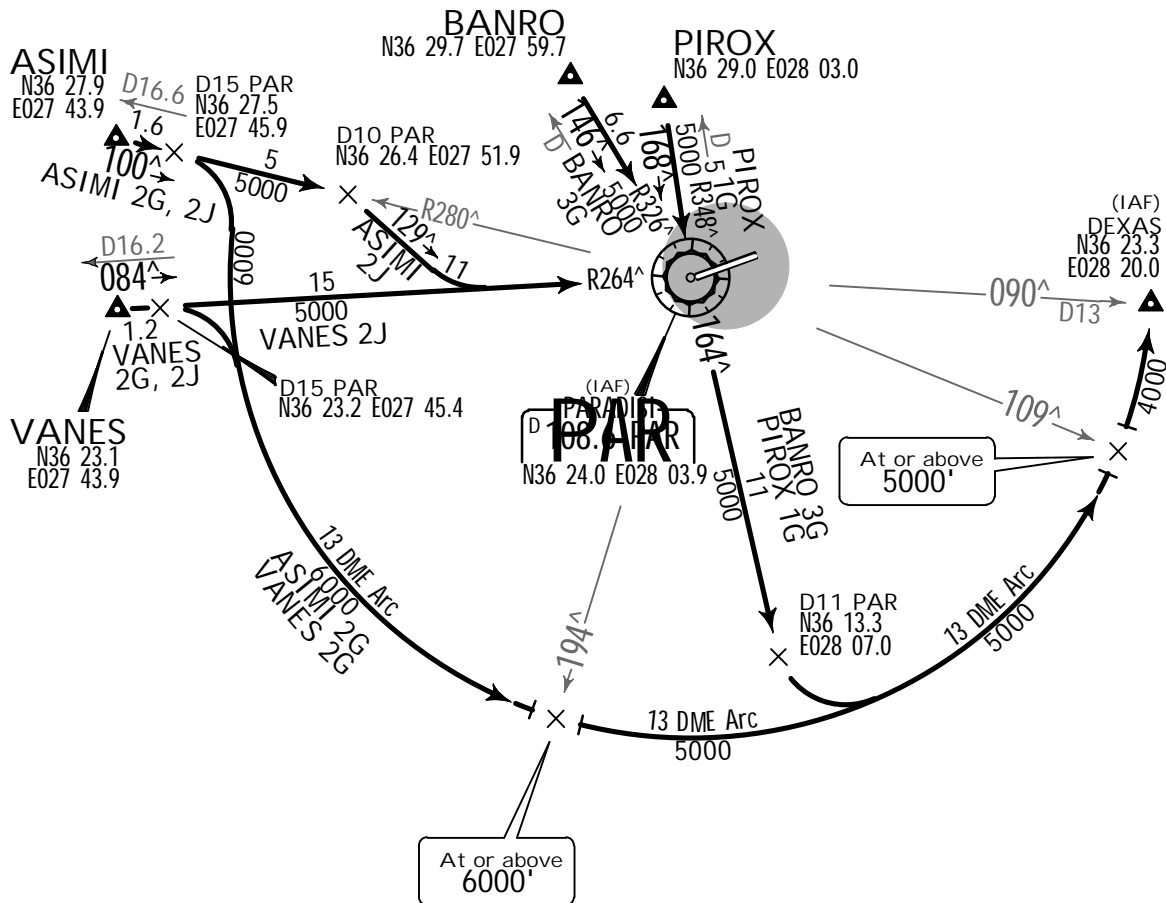 BANRO
N36 29.7 E027 59.7
PIROX
N36 29.0 E028 03.0
ASIMI
N36 27.9
E027 43.9
D16.6
1.6
100^
ASIMI 2G, 2J
D15 PAR
N36 27.5
E027 45.9
5
5000
D10 PAR
N36 26.4 E027 51.9
R280^
129^
11
ASIMI
2J
6.6
146^
5000
R326^
D BANRO
3G
168^
5000 R348^
D 5
PIROX
1G
(IAF)
DEXAS
N36 23.3
E028 20.0
D16.2
084^
6000
15
5000
VANES 2J
R264^
1.2
VANES
2G, 2J
VANES
N36 23.1
E027 43.9
D15 PAR
N36 23.2 E027 45.4
(IAF)
PARADISI
D
PAR
PAR
N36 24.0 E028 03.9
164^
090^
D13
109^
4000
At or above
5000'
BANRO 3G
PIROX 1G
11
5000
13 DME Arc
6000
ASIMI 2G
VANES 2G
194^
D11 PAR
N36 13.3
E028 07.0
13 DME Arc
5000
13 DME Arc
5000
At or above
6000'